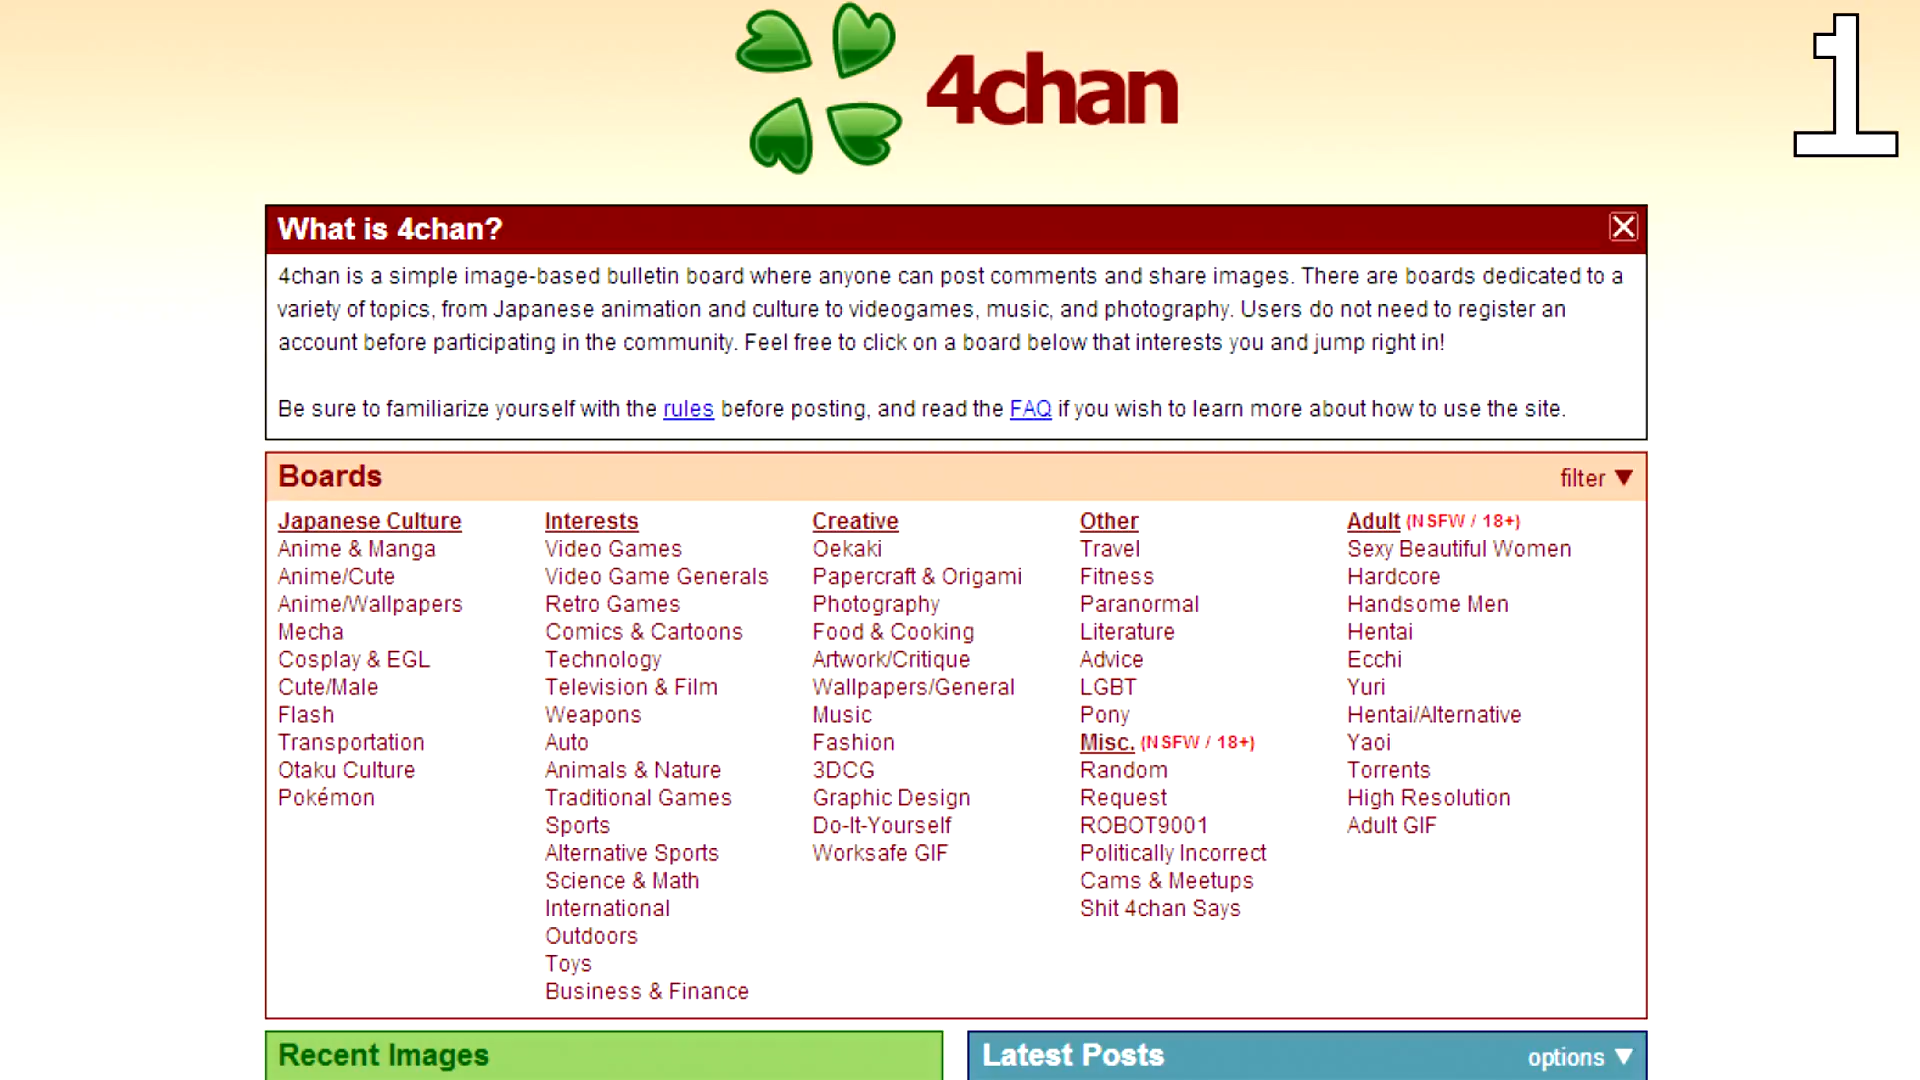 4chan
1
What is 4chan?
4chan is a simple image-based bulletin board where anyone can post comments and share images. There are boards dedicated to a
variety of topics, from Japanese animation and culture to videogames, music, and photography. Users do not need to register an
account before participating in the community. Feel free to click on a board below that interests you and jump right in!
Be sure to familiarize yourself with the rules before posting, and read the FAQ if you wish to learn more about how to use the site.
Boards
filter ▼
Japanese Culture
Anime & Manga
Anime/Cute
Anime/Wallpapers
Mecha
Cosplay & EGL
Cute/Male
Flash
Transportation
Otaku Culture
Pokémon
Interests
Video Games
Video Game Generals
Retro Games
Comics & Cartoons
Technology
Television & Film
Weapons
Auto
Animals & Nature
Traditional Games
Sports
Alternative Sports
Science & Math
International
Outdoors
Toys
Business & Finance
Creative
Oekaki
Papercraft & Origami
Photography
Food & Cooking
Artwork/Critique
Wallpapers/General
Music
Fashion
3DCG
Graphic Design
Do-It-Yourself
Worksafe GIF
Other
Travel
Fitness
Paranormal
Literature
Advice
LGBT
Pony
Misc. (NSFW / 18+)
Random
Request
ROBOT9001
Politically Incorrect
Cams & Meetups
Shit 4chan Says
Adult (NSFW / 18+)
Sexy Beautiful Women
Hardcore
Handsome Men
Hentai
Ecchi
Yuri
Hentai/Alternative
Yaoi
Torrents
High Resolution
Adult GIF
Recent Images
Latest Posts
options ▼